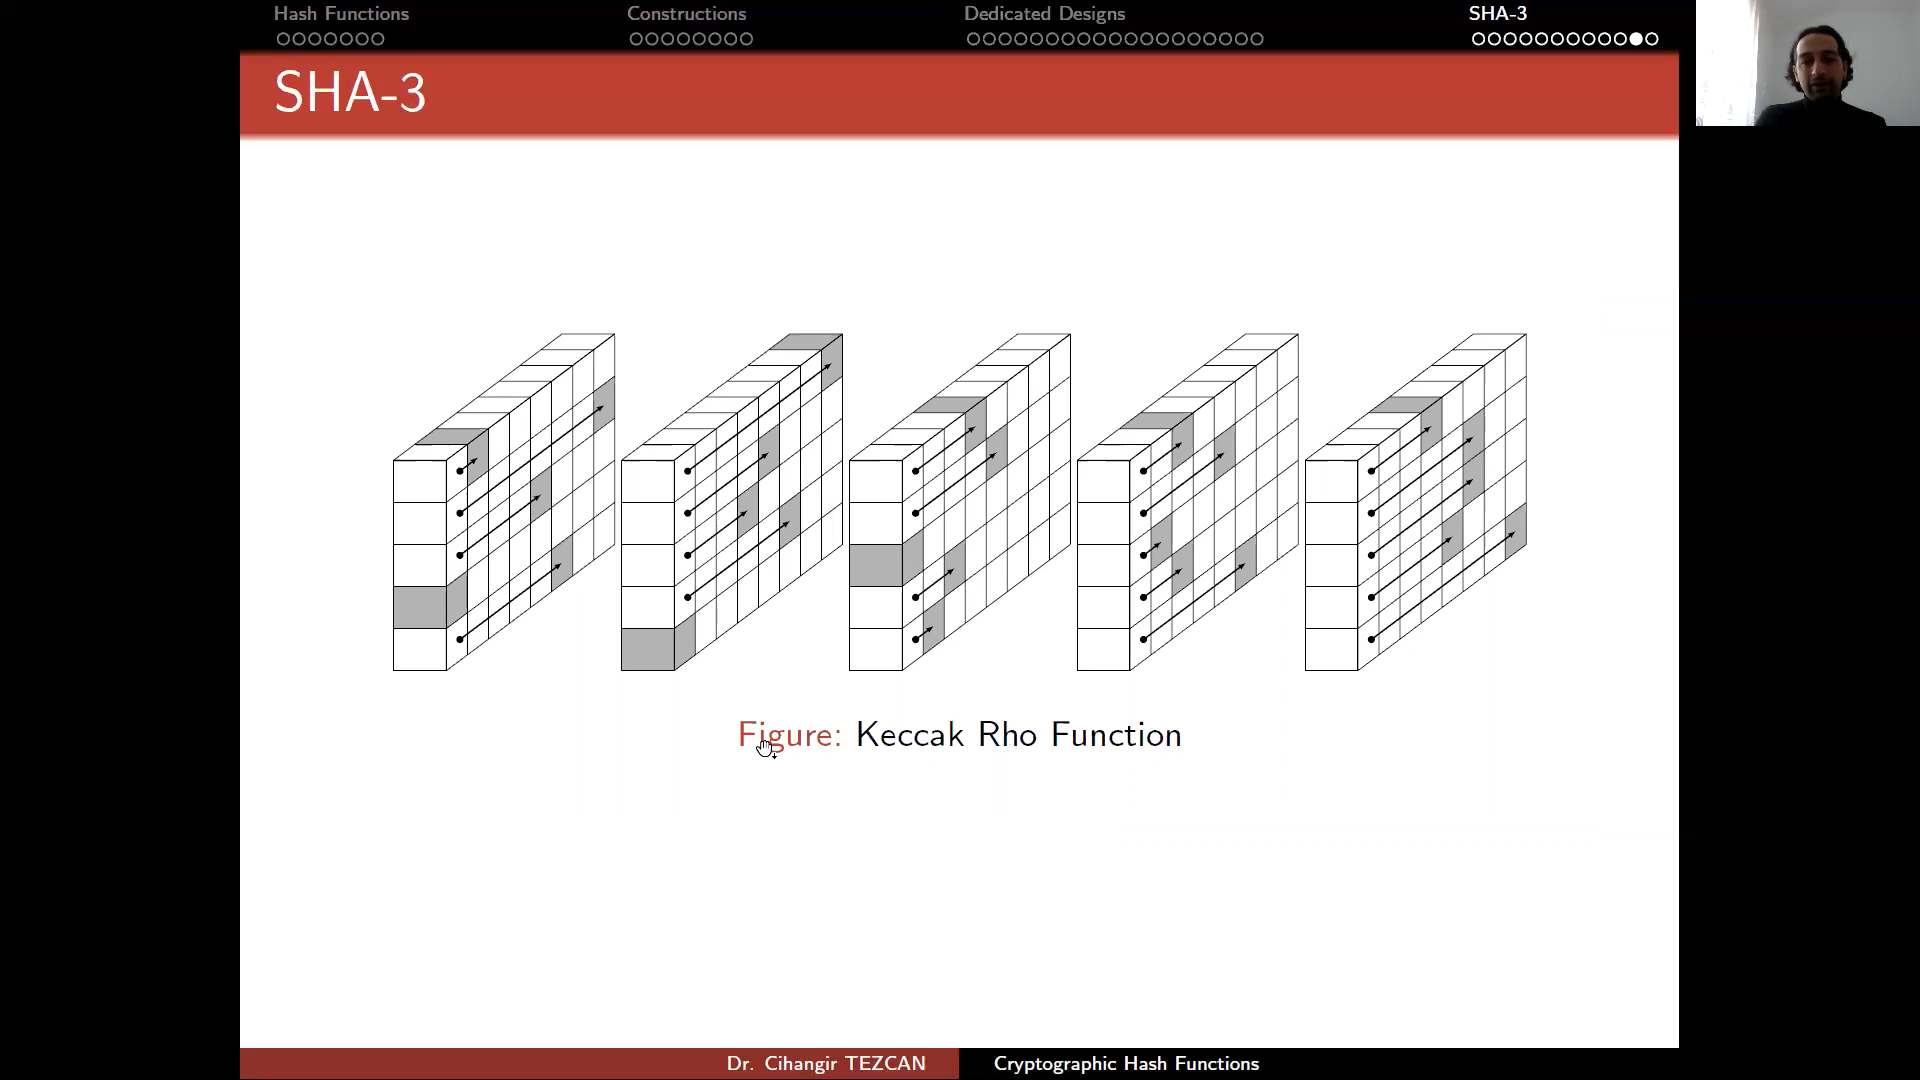 Hash Functions
Constructions
Dedicated Designs
SHA-3
SHA-3
Figure: Keccak Rho Function
Dr. Cihangir TEZCAN
Cryptographic Hash Functions